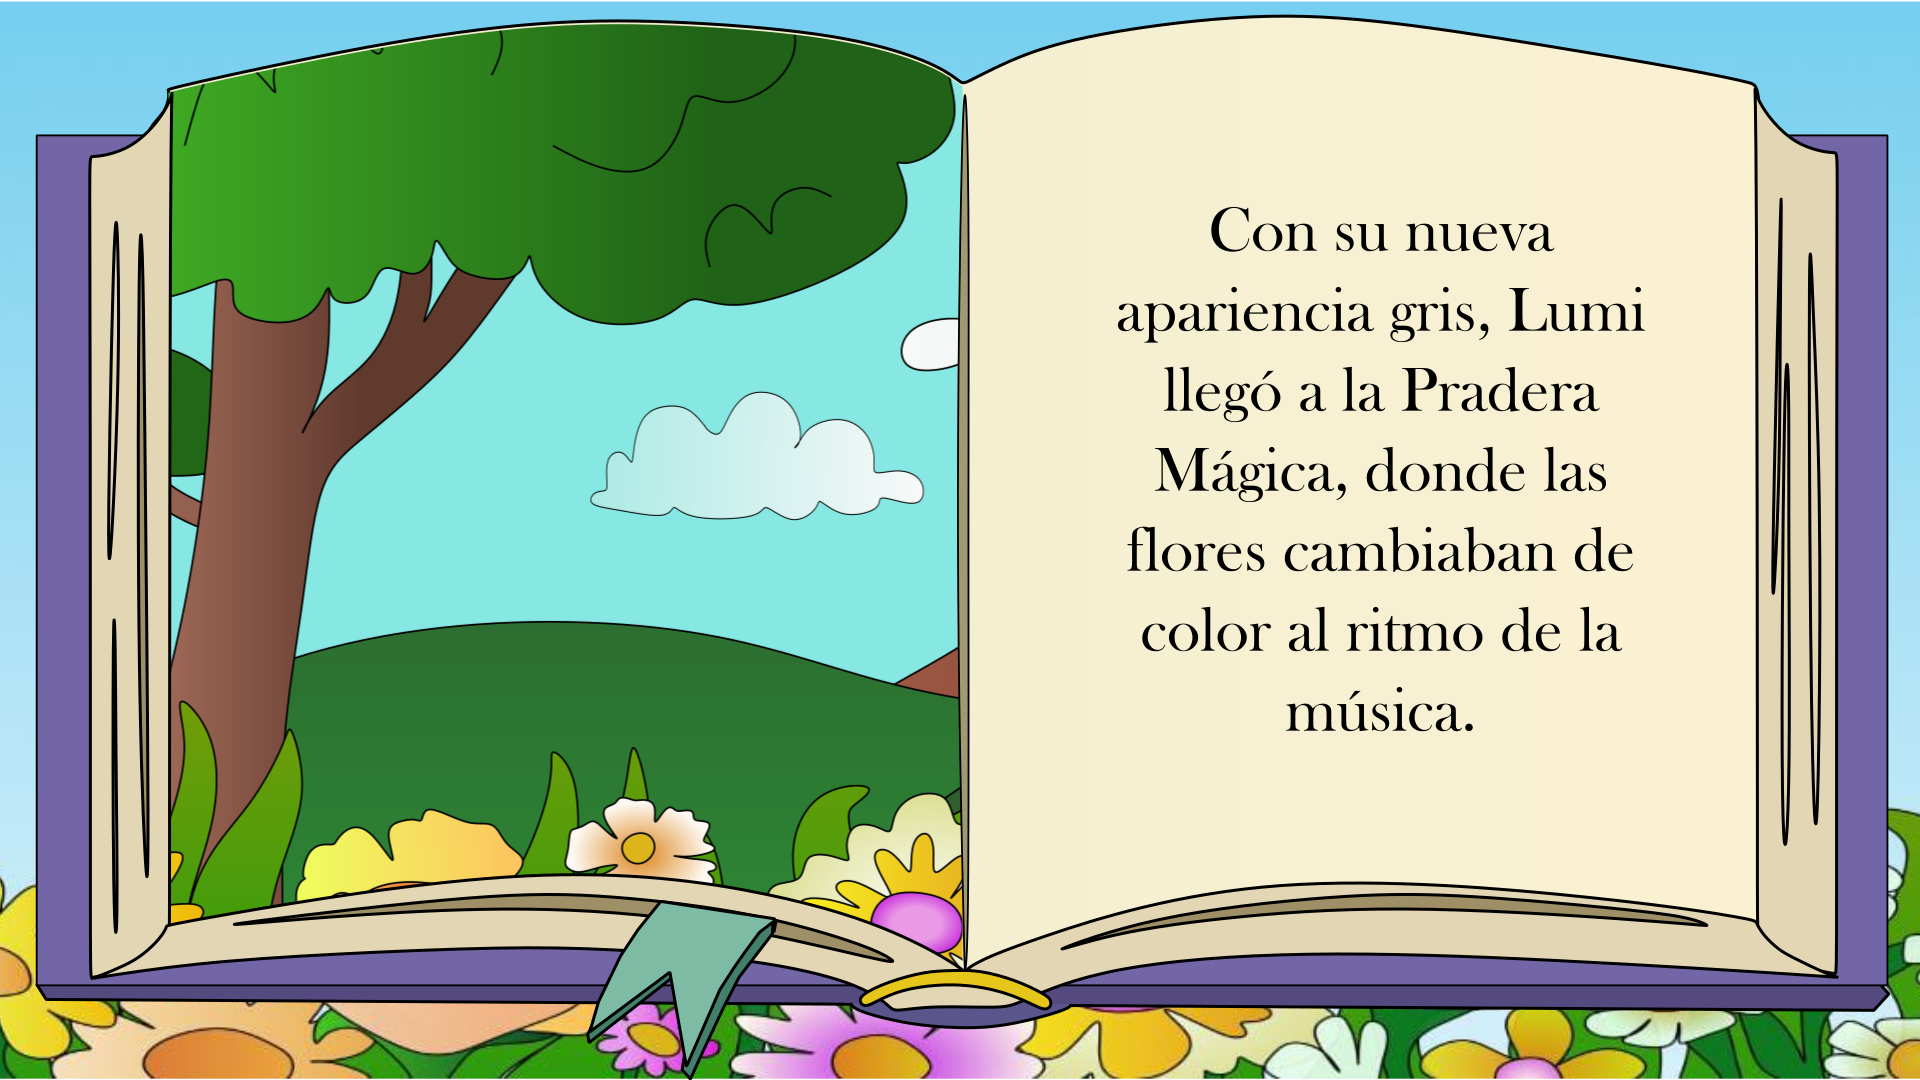 Con su nueva
apariencia gris, Lumi
llegó a la Pradera
Mágica, donde las
flores cambiaban de
color al ritmo de la
música.